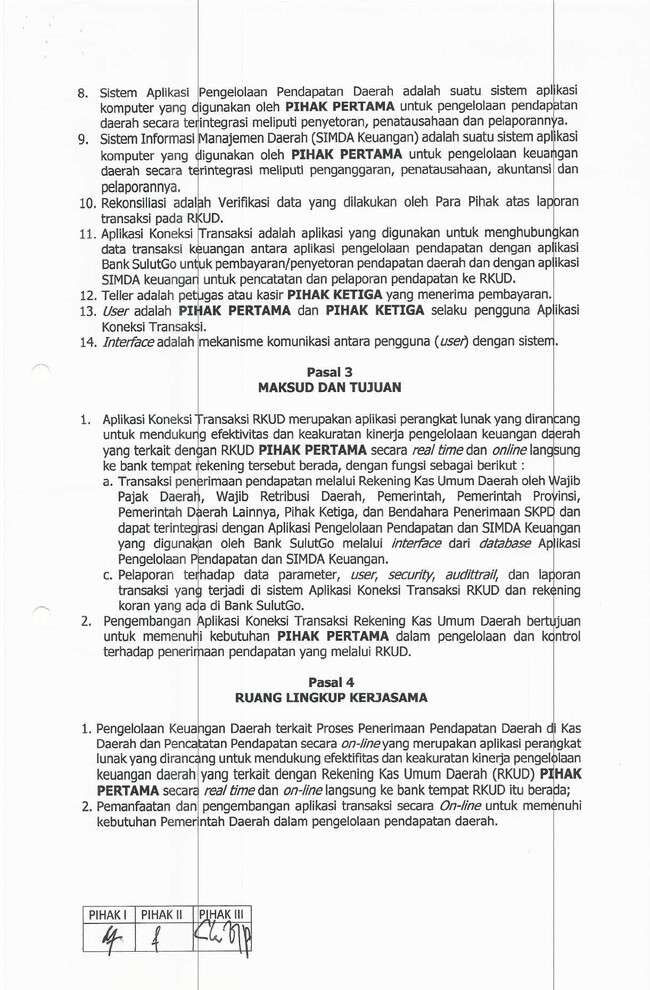 8. Sistem Aplikasi Pengelolaan Pendapatan Daerah adalah suatu sistem aplikasi
komputer yang digunakan oleh PIHAK PERTAMA untuk pengelolaan pendapatan
daerah secara terintegrasi meliputi penyetoran, penatausahaan dan pelaporannya.
9. Sistem Informasi Manajemen Daerah (SIMDA Keuangan) adalah suatu sistem aplikasi
komputer yang digunakan oleh PIHAK PERTAMA untuk pengelolaan keuangan
daerah secara terintegrasi meliputi penganggaran, penatausahaan, akuntansi dan
pelaporannya.
10. Rekonsiliasi adalah Verifikasi data yang dilakukan oleh Para Pihak atas laporan
transaksi pada RKUD.
11. Aplikasi Koneksi Transaksi adalah aplikasi yang digunakan untuk menghubungkan
data transaksi keuangan antara aplikasi pengelolaan pendapatan dengan aplikasi
Bank SulutGo untuk pembayaran/penyetoran pendapatan daerah dan dengan aplikasi
SIMDA keuangan untuk pencatatan dan pelaporan pendapatan ke RKUD.
12. Teller adalah petugas atau kasir PIHAK KETIGA yang menerima pembayaran.
13. User adalah PIHAK PERTAMA dan PIHAK KETIGA selaku pengguna Aplikasi
Koneksi Transaksi.
14. Interface adalah mekanisme komunikasi antara pengguna (user) dengan sistem.
Pasal 3
MAKSUD DAN TUJUAN
1. Aplikasi Koneksi Transaksi RKUD merupakan aplikasi perangkat lunak yang dirancang
untuk mendukung efektivitas dan keakuratan kinerja pengelolaan keuangan daerah
yang terkait dengan RKUD PIHAK PERTAMA secara real time dan online langsung
ke bank tempat rekening tersebut berada, dengan fungsi sebagai berikut :
a. Transaksi penerimaan pendapatan melalui Rekening Kas Umum Daerah oleh Wajib
Pajak Daerah, Wajib Retribusi Daerah, Pemerintah, Pemerintah Provinsi,
Pemerintah Daerah Lainnya, Pihak Ketiga, dan Bendahara Penerimaan SKPD dan
dapat terintegrasi dengan Aplikasi Pengelolaan Pendapatan dan SIMDA Keuangan
yang digunakan oleh Bank SulutGo melalui interface dari database Aplikasi
Pengelolaan Pendapatan dan SIMDA Keuangan.
c. Pelaporan terhadap data parameter, user, security, audittrail, dan laporan
transaksi yang terjadi di sistem Aplikasi Koneksi Transaksi RKUD dan rekening
koran yang ada di Bank SulutGo.
2. Pengembangan Aplikasi Koneksi Transaksi Rekening Kas Umum Daerah bertujuan
untuk memenuhi kebutuhan PIHAK PERTAMA dalam pengelolaan dan kontrol
terhadap penerimaan pendapatan yang melalui RKUD.
Pasal 4
RUANG LINGKUP KERJASAMA
1. Pengelolaan Keuangan Daerah terkait Proses Penerimaan Pendapatan Daerah di Kas
Daerah dan Pencatatan Pendapatan secara on-line yang merupakan aplikasi perangkat
lunak yang dirancang untuk mendukung efektifitas dan keakuratan kinerja pengelolaan
keuangan daerah yang terkait dengan Rekening Kas Umum Daerah (RKUD) PIHAK
PERTAMA secara real time dan on-line langsung ke bank tempat RKUD itu berada;
2. Pemanfaatan dan pengembangan aplikasi transaksi secara On-line untuk memenuhi
kebutuhan Pemerintah Daerah dalam pengelolaan pendapatan daerah.
PIHAK I PIHAK II PIHAK III